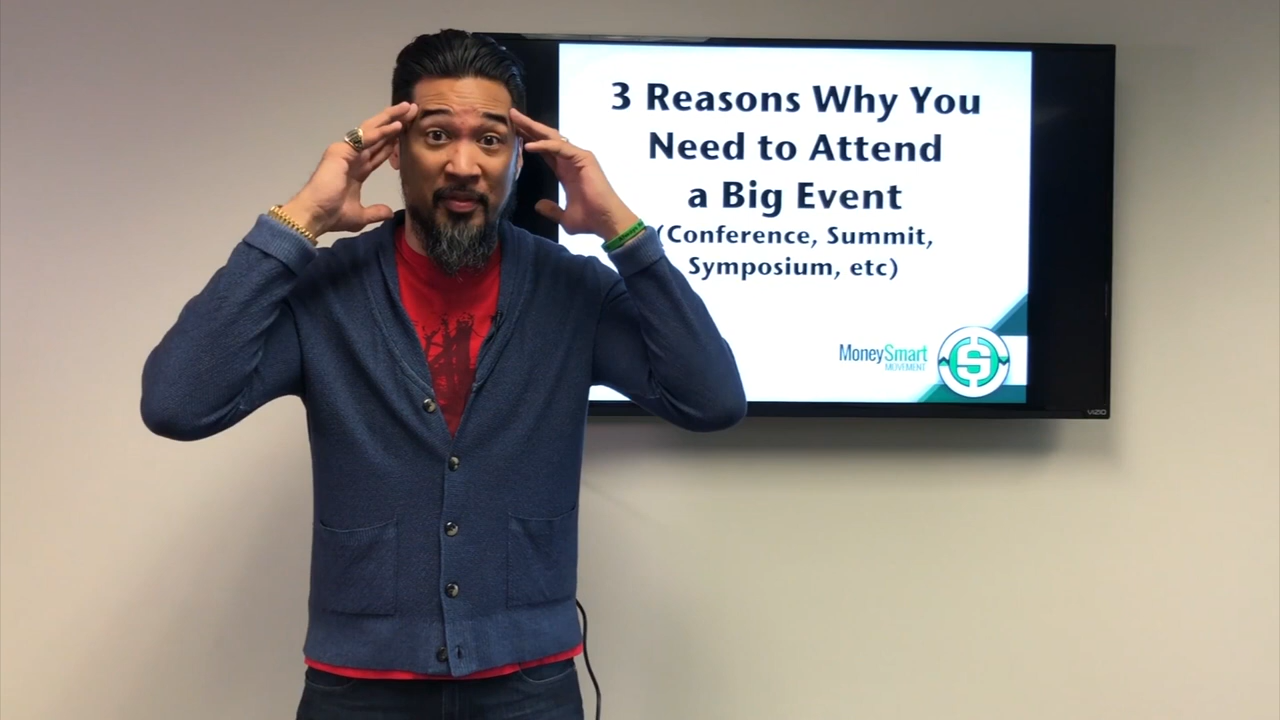 3 Reasons Why You
Need to Attend
a Big Event
(Conference, Summit,
Symposium, etc)
MoneySmart
MOVEMENT
S
VIZIO